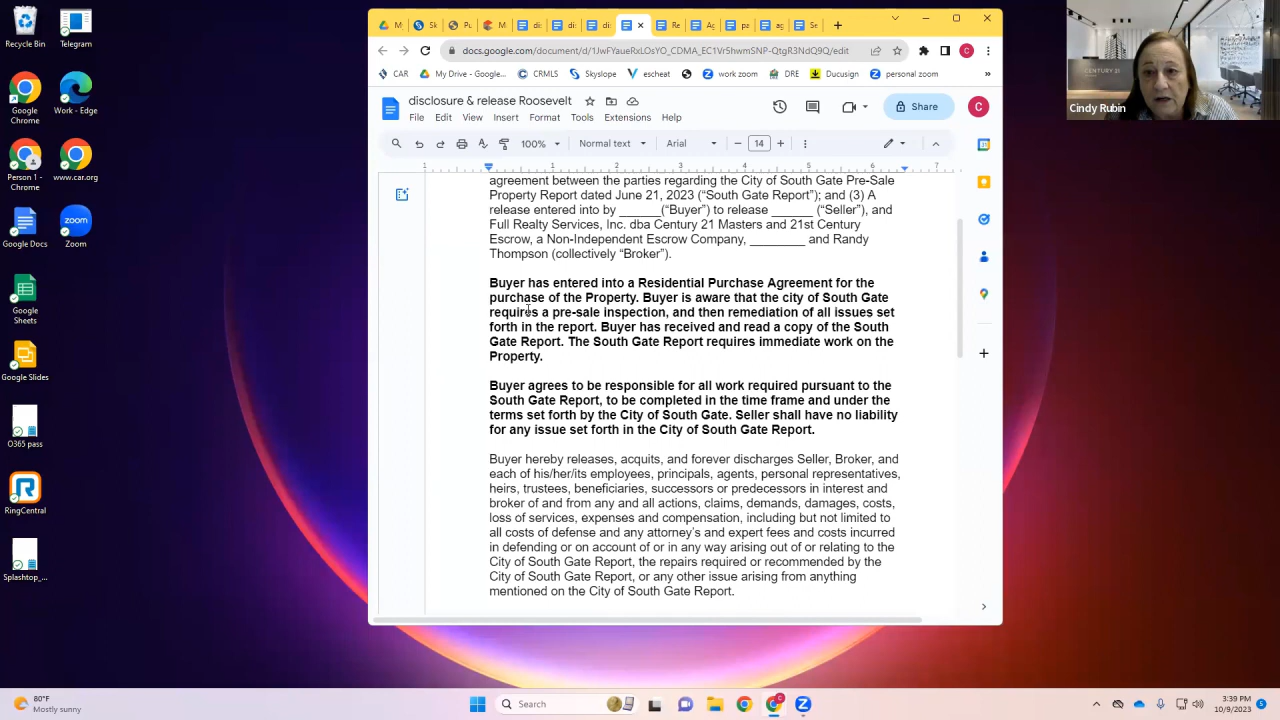 Recycle Bin
Telegram
Google
Chrome
Work - Edge
Person 1 -
Chrome
www.car.org
Google Docs
Zoom
Google
Sheets
Google Slides
O365 pass
RingCentral
Splashtop_...
docs.google.com/document/d/1JwFYaueRxLOsYO_CDMA_EC1Vr5hwmSNP-QtgR3NdQ9Q/edit
CAR
My Drive - Google...
CRMLS
Skyslope
escheat
work zoom
DRE
Docusign
personal zoom
»
disclosure & release Roosevelt
File Edit View Insert Format Tools Extensions Help
Share
C
100%
Normal text
Arial
14
1 1 2 3 4 5 6 7
agreement between the parties regarding the City of South Gate Pre-Sale
Property Report dated June 21, 2023 (“South Gate Report”); and (3) A
release entered into by ______(“Buyer”) to release ______ (“Seller”), and
Full Realty Services, Inc. dba Century 21 Masters and 21st Century
Escrow, a Non-Independent Escrow Company, ________ and Randy
Thompson (collectively “Broker”).
Buyer has entered into a Residential Purchase Agreement for the
purchase of the Property. Buyer is aware that the city of South Gate
requires a pre-sale inspection, and then remediation of all issues set
forth in the report. Buyer has received and read a copy of the South
Gate Report. The South Gate Report requires immediate work on the
Property.
Buyer agrees to be responsible for all work required pursuant to the
South Gate Report, to be completed in the time frame and under the
terms set forth by the City of South Gate. Seller shall have no liability
for any issue set forth in the City of South Gate Report.
Buyer hereby releases, acquits, and forever discharges Seller, Broker, and
each of his/her/its employees, principals, agents, personal representatives,
heirs, trustees, beneficiaries, successors or predecessors in interest and
broker of and from any and all actions, claims, demands, damages, costs,
loss of services, expenses and compensation, including but not limited to
all costs of defense and any attorney’s and expert fees and costs incurred
in defending or on account of or in any way arising out of or relating to the
City of South Gate Report, the repairs required or recommended by the
City of South Gate Report, or any other issue arising from anything
mentioned on the City of South Gate Report.
CENTURY 21
Cindy Rubin
80°F
Mostly sunny
Search
3:39 PM
10/9/2023